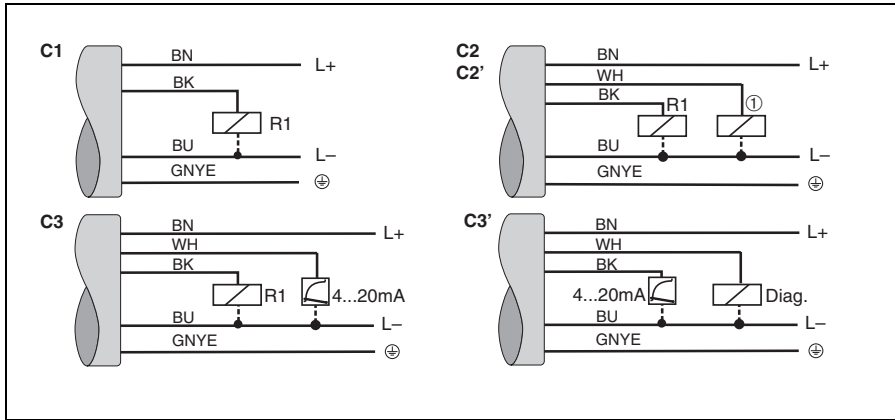 C1
BN
L+
BK
R1
BU
L–
GNYE
C2
C2'
BN
L+
WH
BK
R1
①
BU
L–
GNYE
C3
BN
L+
WH
BK
R1
4...20mA
BU
L–
GNYE
C3'
BN
L+
WH
BK
4...20mA
Diag.
BU
L–
GNYE